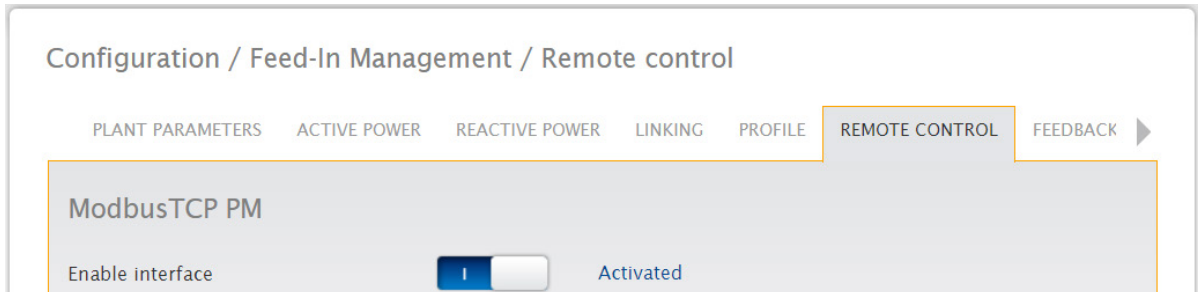 Configuration / Feed-In Management / Remote control
PLANT PARAMETERS ACTIVE POWER REACTIVE POWER LINKING PROFILE REMOTE CONTROL FEEDBACK
ModbusTCP PM
Enable interface I Activated